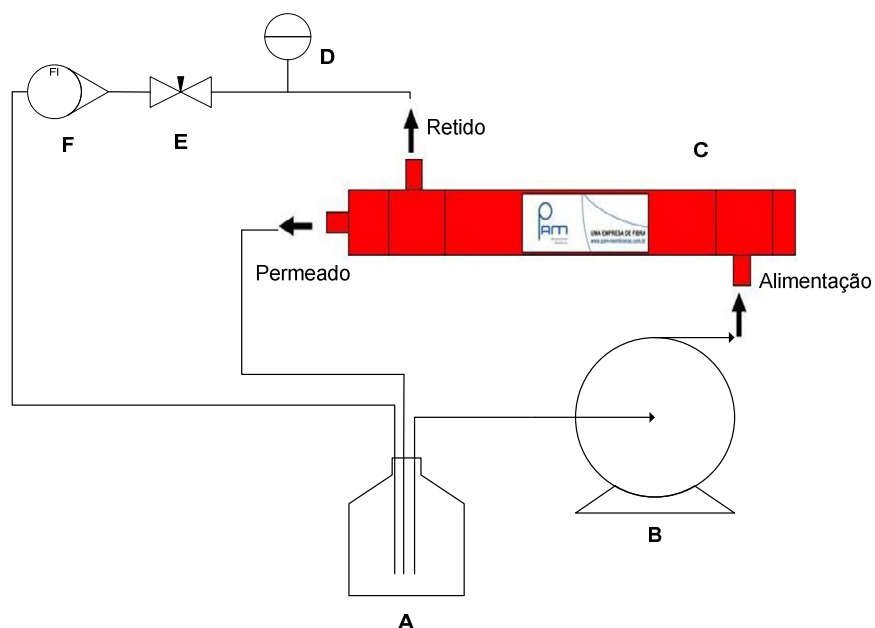 D
FI
F
E
Retido
C
PAM
UMA EMPRESA DE FIBRA
www.pam-membranas.com.br
Permeado
Alimentação
B
A